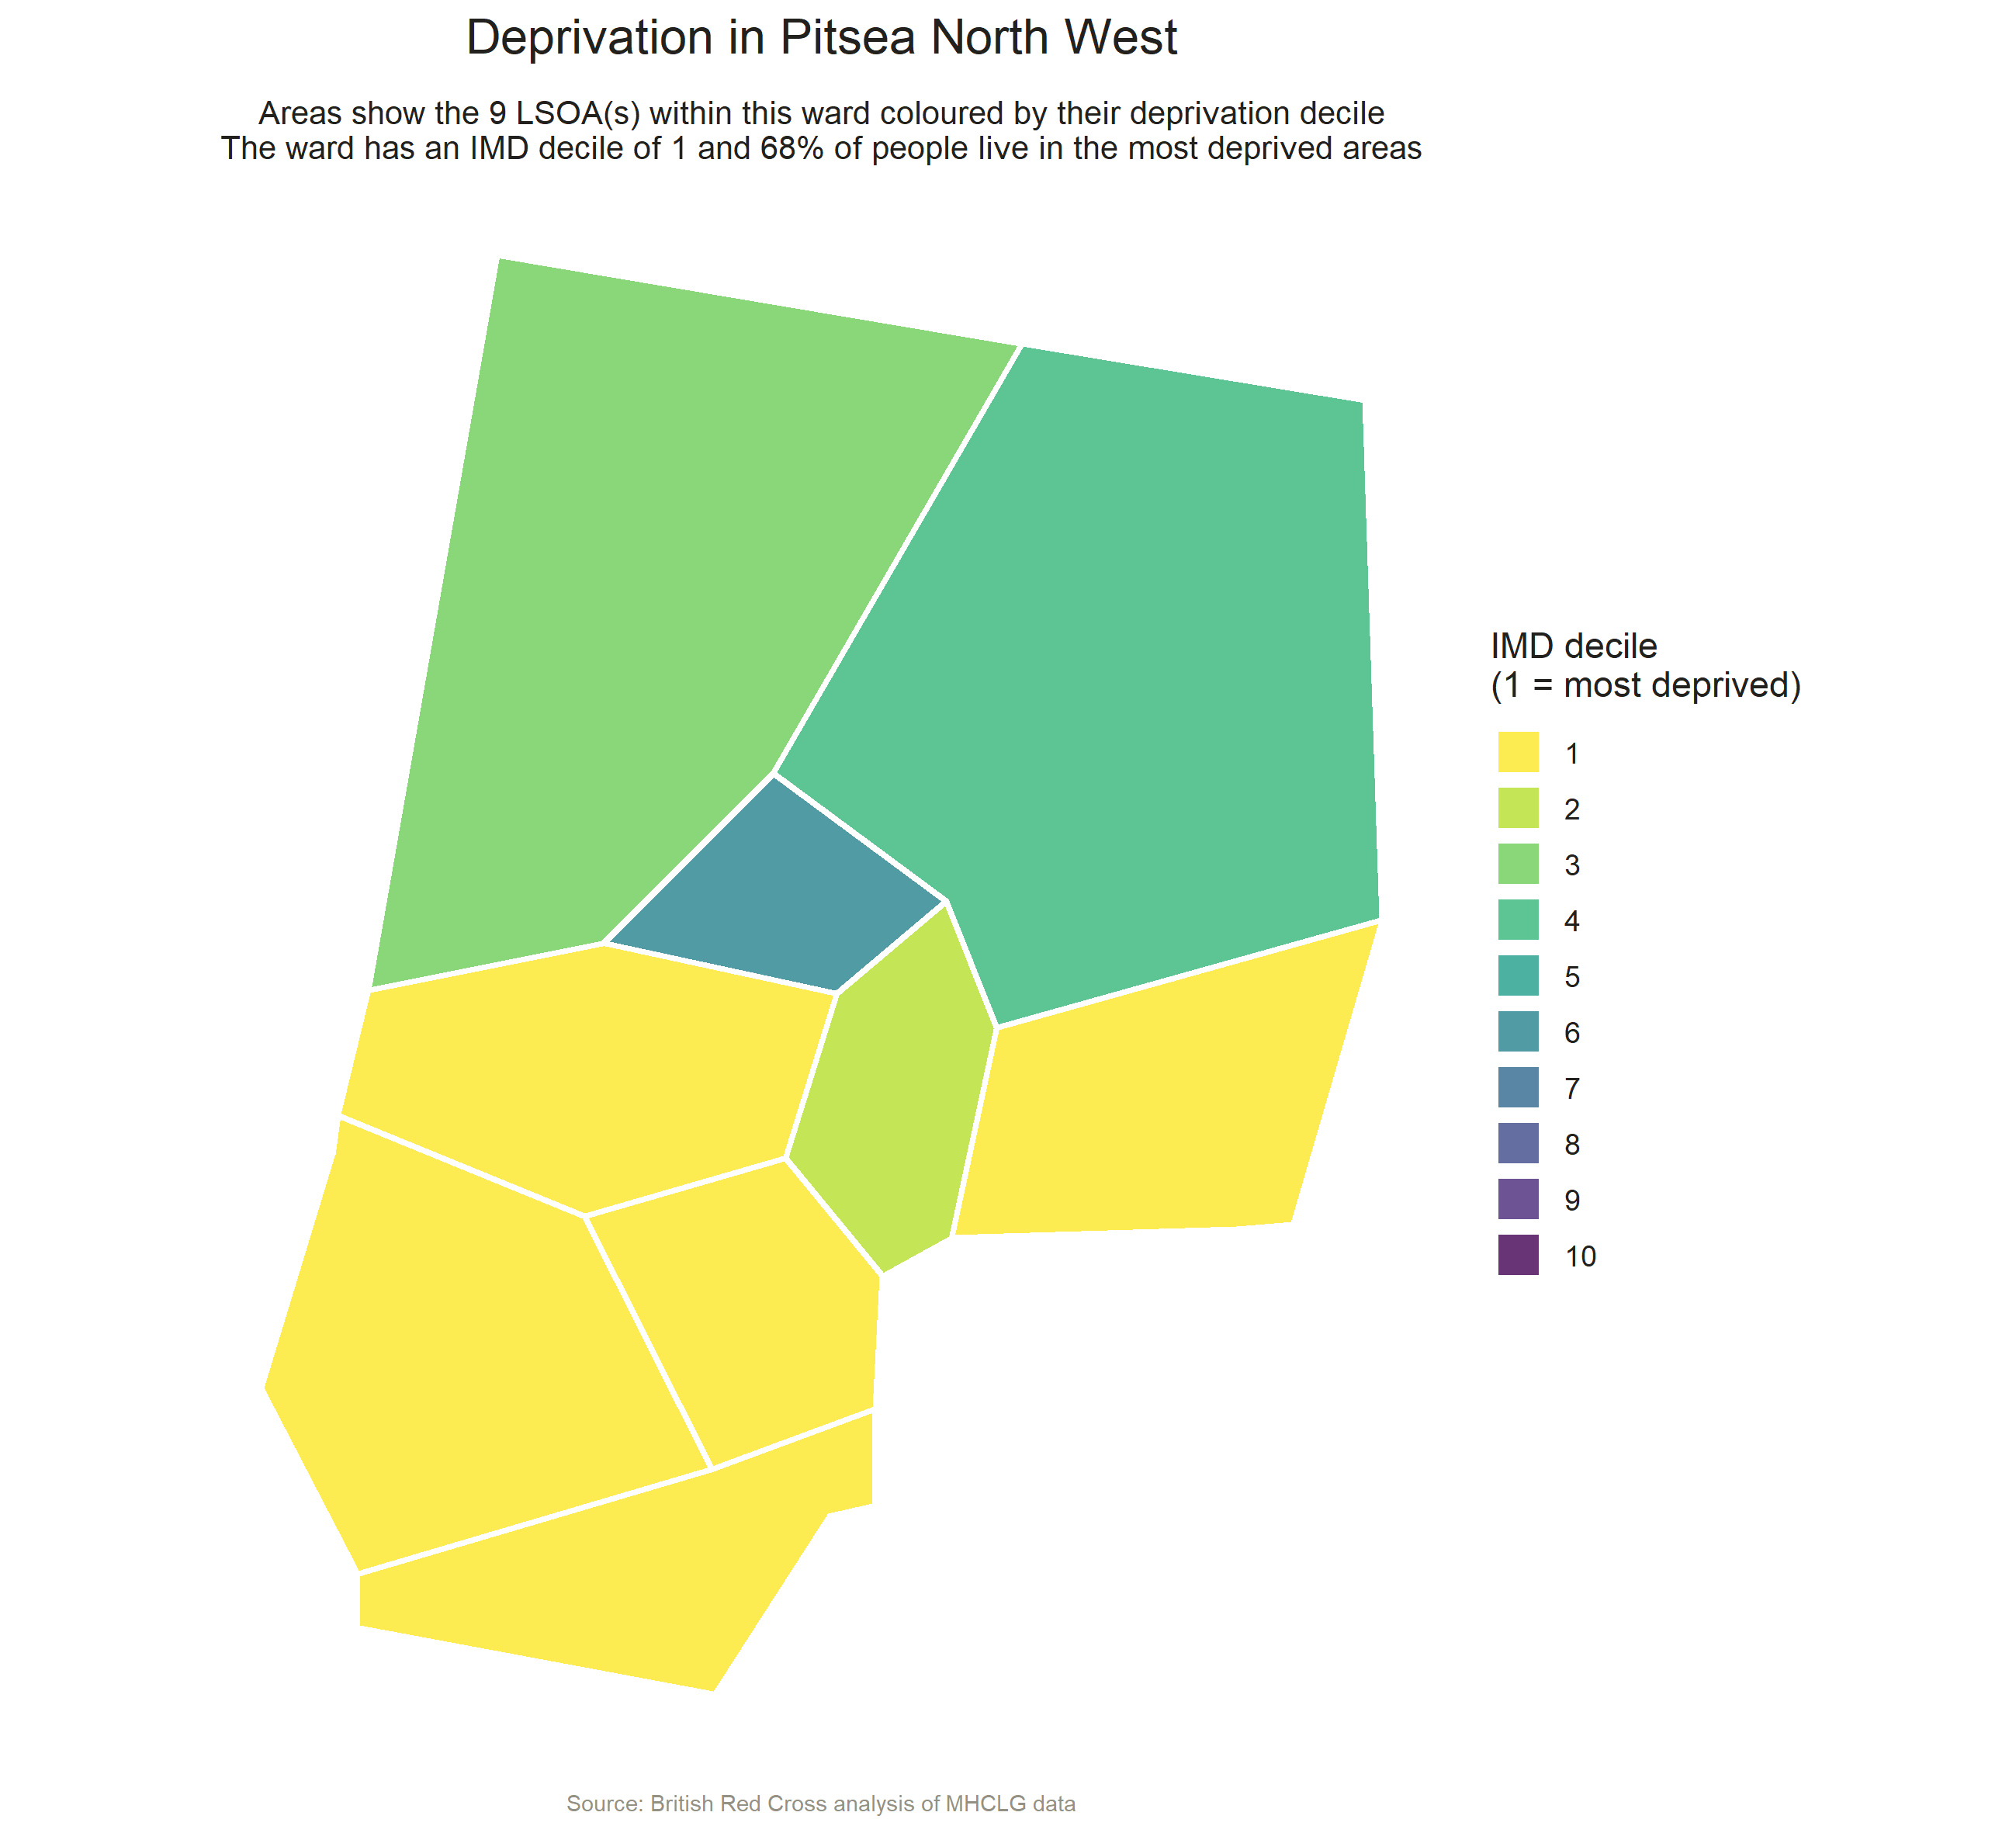 Deprivation in Pitsea North West
Areas show the 9 LSOA(s) within this ward coloured by their deprivation decile
The ward has an IMD decile of 1 and 68% of people live in the most deprived areas
IMD decile
(1 = most deprived)
1
2
3
4
5
6
7
8
9
10
Source: British Red Cross analysis of MHCLG data